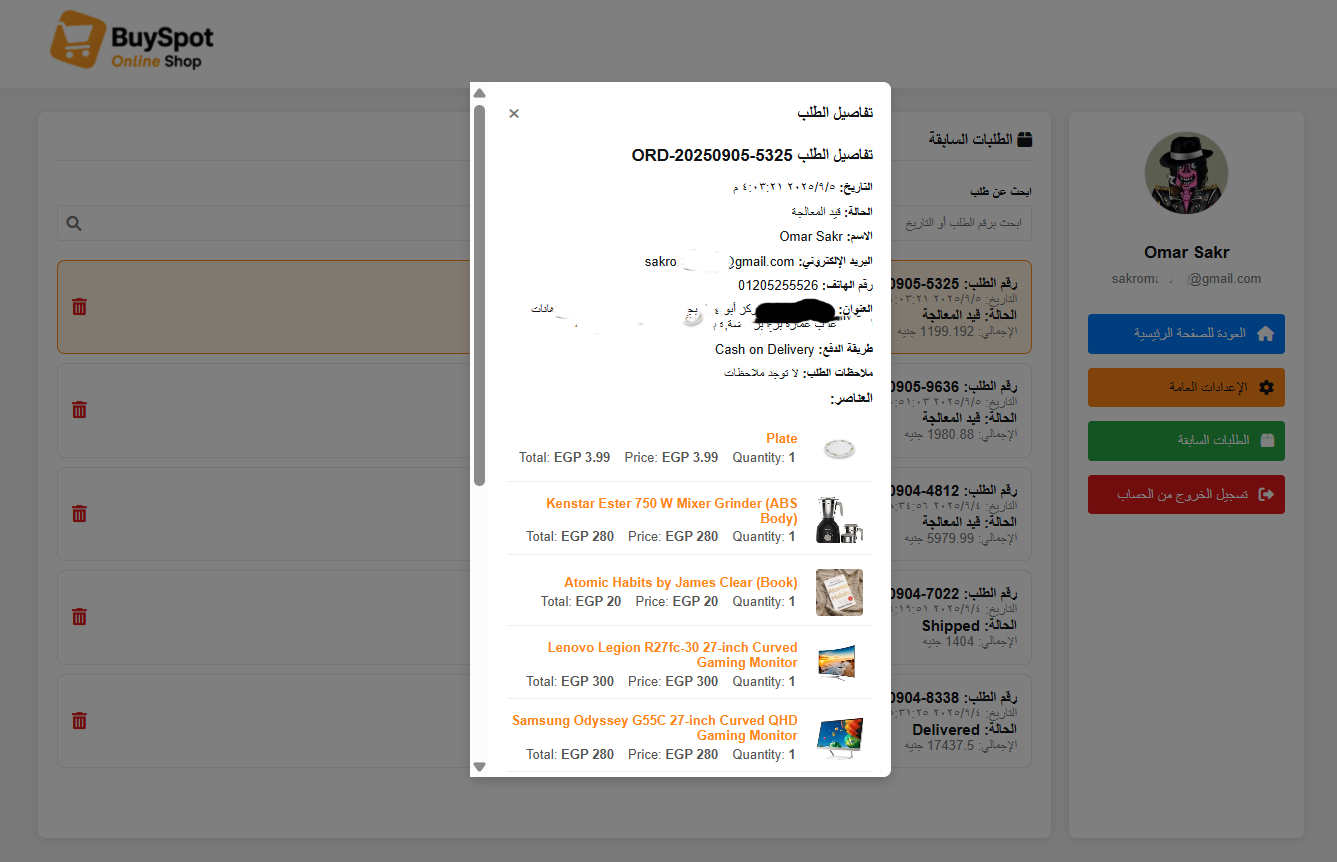 BuySpot
Online Shop
تفاصيل الطلب
×
تفاصيل الطلب ORD-20250905-5325
التاريخ: ٢٠٢٥/٩/٥ ٤:٠٣:٢١ م
الحالة: قيد المعالجة
الاسم: Omar Sakr
البريد الإلكتروني: sakro @gmail.com
رقم الهاتف: 01205255526
العنوان:
طريقة الدفع: Cash on Delivery
ملاحظات الطلب: لا توجد ملاحظات
العناصر:
Plate
Quantity: 1 Price: EGP 3.99 Total: EGP 3.99
Kenstar Ester 750 W Mixer Grinder (ABS
Body)
Quantity: 1 Price: EGP 280 Total: EGP 280
Atomic Habits by James Clear (Book)
Quantity: 1 Price: EGP 20 Total: EGP 20
Lenovo Legion R27fc-30 27-inch Curved
Gaming Monitor
Quantity: 1 Price: EGP 300 Total: EGP 300
Samsung Odyssey G55C 27-inch Curved QHD
Gaming Monitor
Quantity: 1 Price: EGP 280 Total: EGP 280
Omar Sakr
sakrom @gmail.com
العودة للصفحة الرئيسية
الإعدادات العامة
الطلبات السابقة
تسجيل الخروج من الحساب
الطلبات السابقة
ابحث عن طلب
ابحث برقم الطلب أو التاريخ
رقم الطلب: 0905-5325
التاريخ: ٢٠٢٥/٩/٥ ٠٣:٢١
الحالة: قيد المعالجة
الإجمالي: 1199.192 جنيه
رقم الطلب: 0905-9636
التاريخ: ٢٠٢٥/٩/٥ ٥١:٠٣
الحالة: قيد المعالجة
الإجمالي: 1980.88 جنيه
رقم الطلب: 0904-4812
التاريخ: ٢٠٢٥/٩/٤ ٣٤:٥٦
الحالة: قيد المعالجة
الإجمالي: 5979.99 جنيه
رقم الطلب: 0904-7022
التاريخ: ٢٠٢٥/٩/٤ ١٩:٥١
الحالة: Shipped
الإجمالي: 1404 جنيه
رقم الطلب: 0904-8338
التاريخ: ٢٠٢٥/٩/٤ ٣١:٢٥
الحالة: Delivered
الإجمالي: 17437.5 جنيه